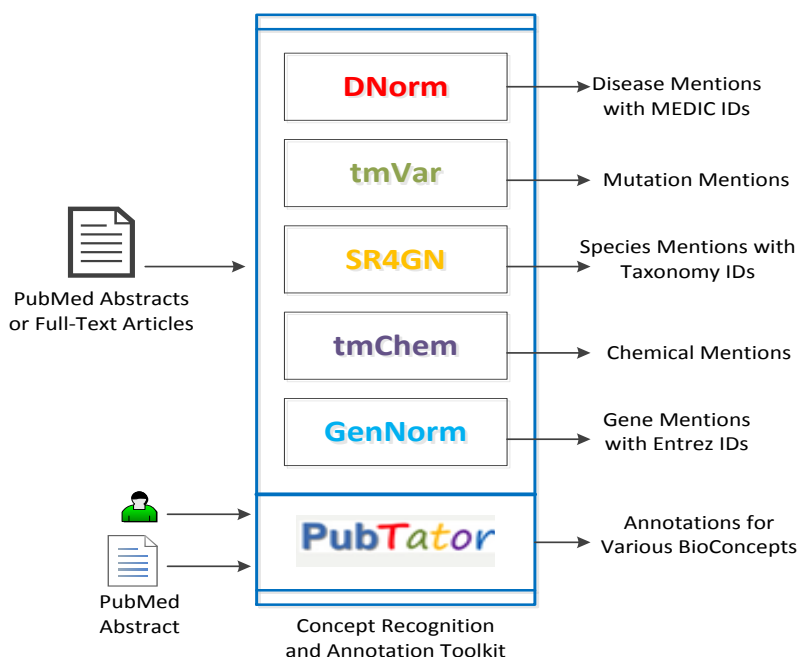 DNorm
Disease Mentions
with MEDIC IDs
tmVar
Mutation Mentions
SR4GN
Species Mentions with
Taxonomy IDs
PubMed Abstracts
or Full-Text Articles
tmChem
Chemical Mentions
GenNorm
Gene Mentions
with Entrez IDs
PubTator
Annotations for
Various BioConcepts
PubMed
Abstract
Concept Recognition
and Annotation Toolkit